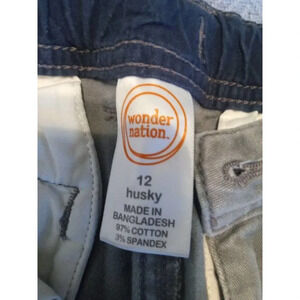 wonder
nation.
12
husky
MADE IN
BANGLADESH
97% COTTON
3% SPANDEX